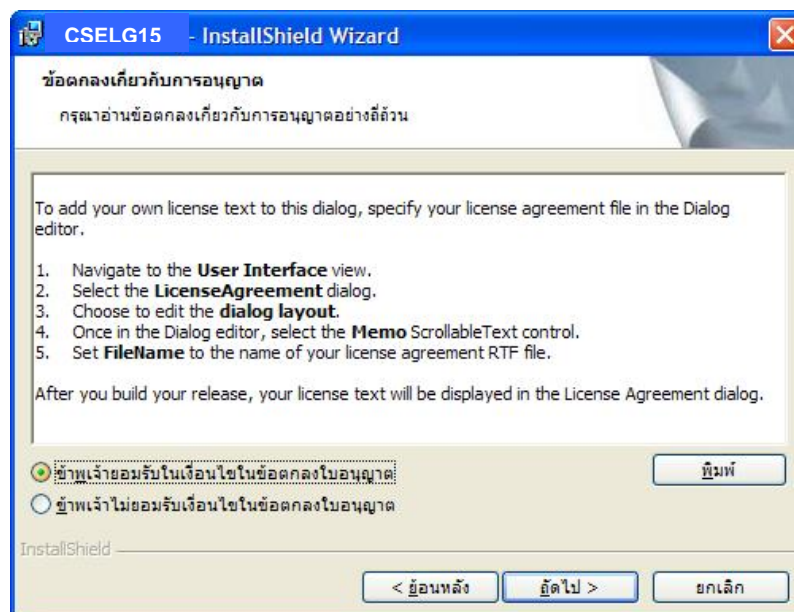 CSELG15 - InstallShield Wizard
ข้อตกลงเกี่ยวกับการอนุญาต
กรุณาอ่านข้อตกลงเกี่ยวกับการอนุญาตอย่างถี่ถ้วน
To add your own license text to this dialog, specify your license agreement file in the Dialog
editor.
1. Navigate to the User Interface view.
2. Select the LicenseAgreement dialog.
3. Choose to edit the dialog layout.
4. Once in the Dialog editor, select the Memo ScrollableText control.
5. Set FileName to the name of your license agreement RTF file.
After you build your release, your license text will be displayed in the License Agreement dialog.
ข้าพเจ้ายอมรับในเงื่อนไขในข้อตกลงใบอนุญาต
พิมพ์
ข้าพเจ้าไม่ยอมรับเงื่อนไขในข้อตกลงใบอนุญาต
InstallShield
< ย้อนหลัง
ถัดไป >
ยกเลิก